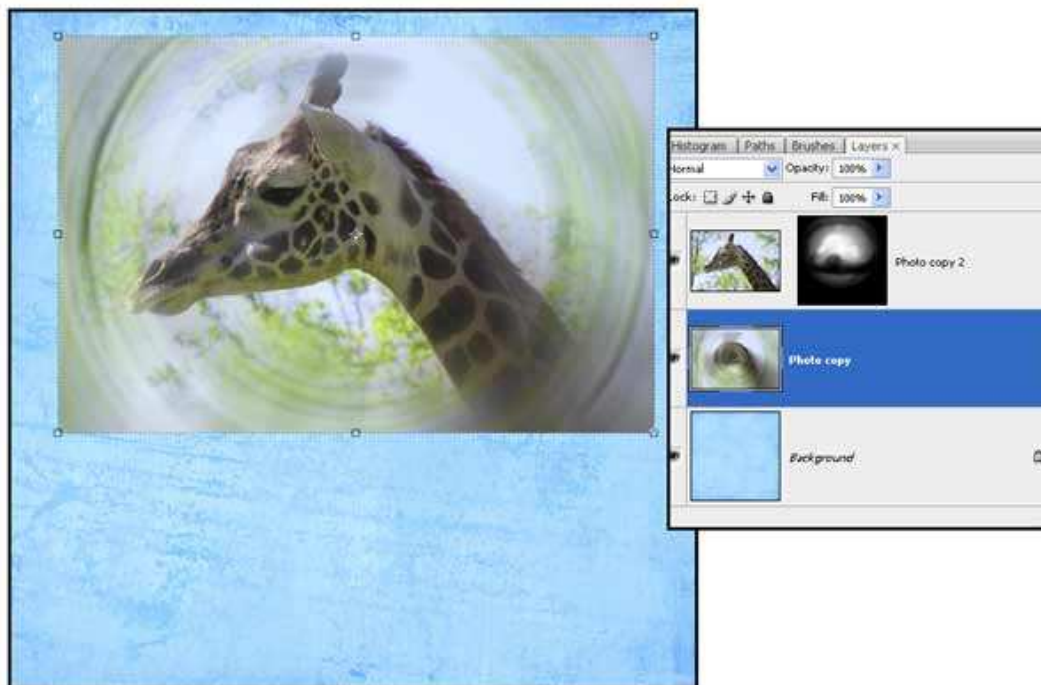 Histogram Paths Brushes Layers ×
Normal Opacity: 100%
Lock: Fill: 100%
Photo copy 2
Photo copy
Background